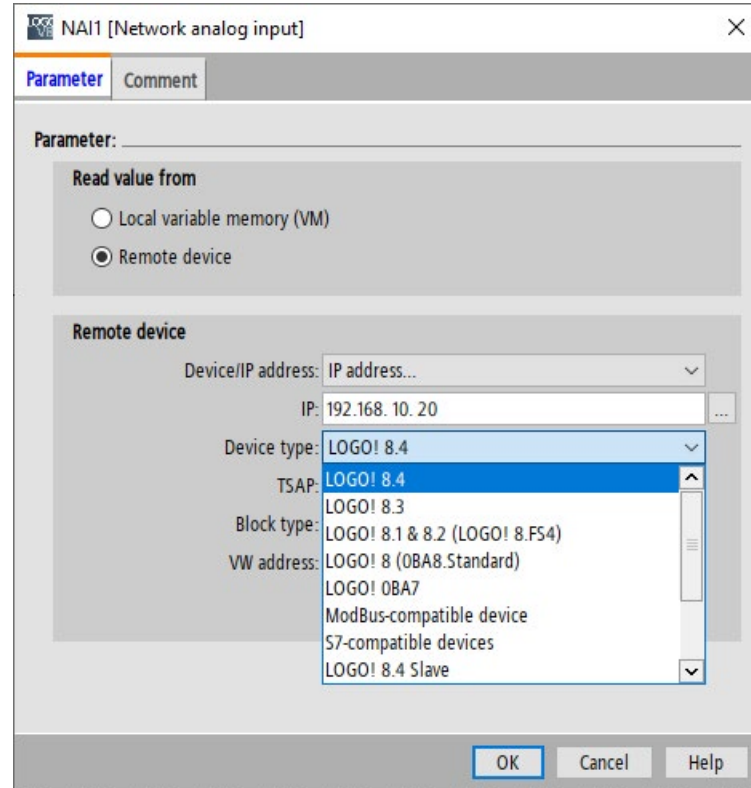 NAI1 [Network analog input]
Parameter Comment
Parameter:
Read value from
Local variable memory (VM)
Remote device
Remote device
Device/IP address: IP address...
IP: 192.168. 10. 20 ...
Device type: LOGO! 8.4
TSAP: LOGO! 8.4
LOGO! 8.3
Block type: LOGO! 8.1 & 8.2 (LOGO! 8.FS4)
VW address: LOGO! 8 (0BA8.Standard)
LOGO! 0BA7
ModBus-compatible device
S7-compatible devices
LOGO! 8.4 Slave
OK Cancel Help